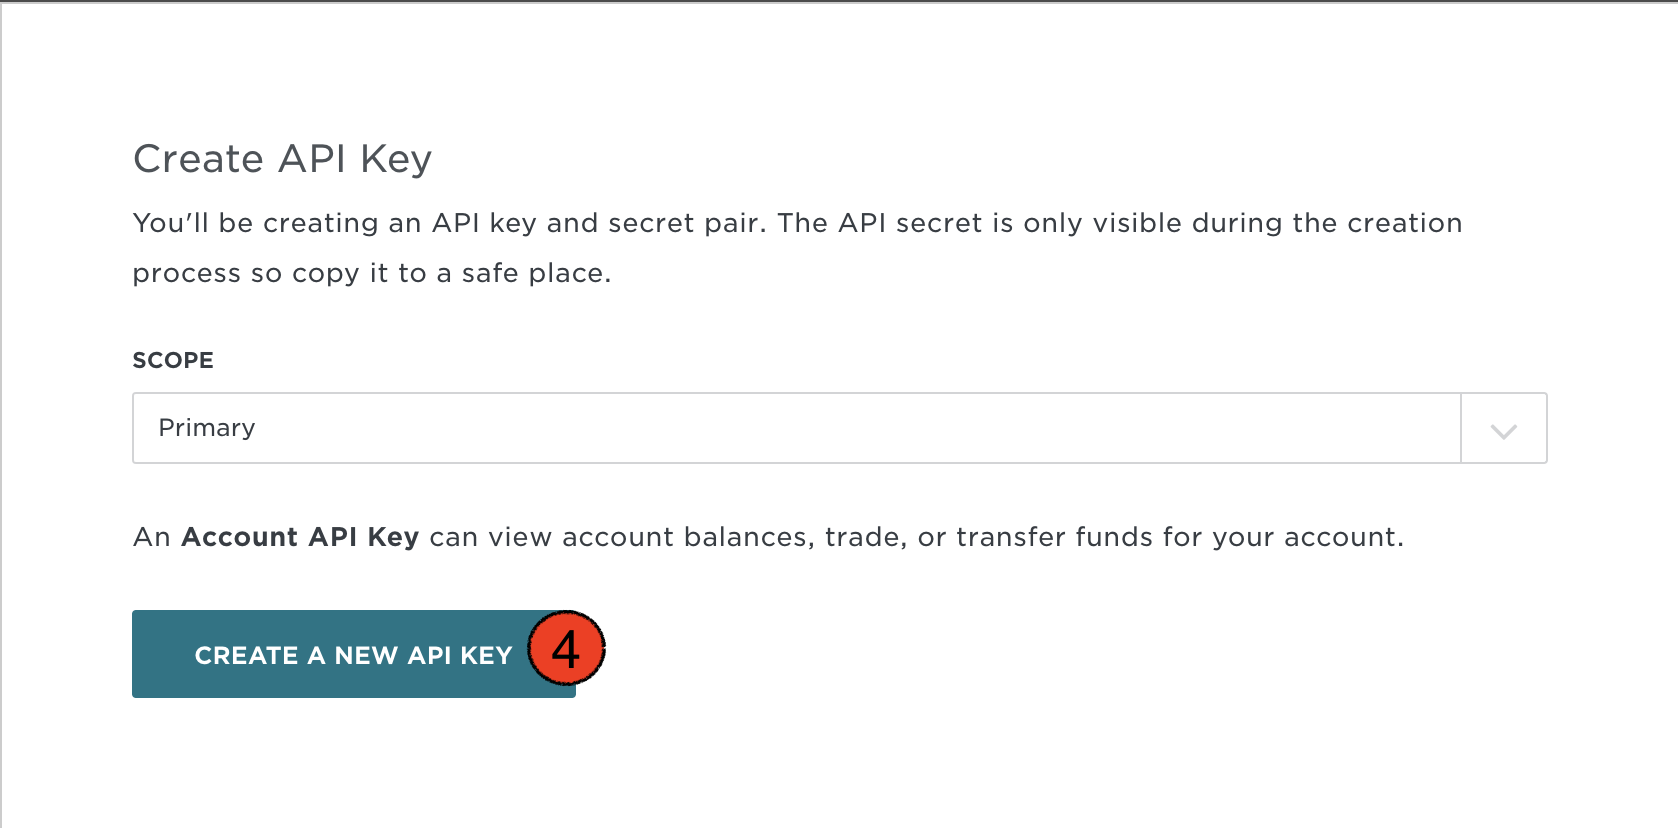 Create API Key
You'll be creating an API key and secret pair. The API secret is only visible during the creation
process so copy it to a safe place.
SCOPE
Primary
An Account API Key can view account balances, trade, or transfer funds for your account.
CREATE A NEW API KEY 4